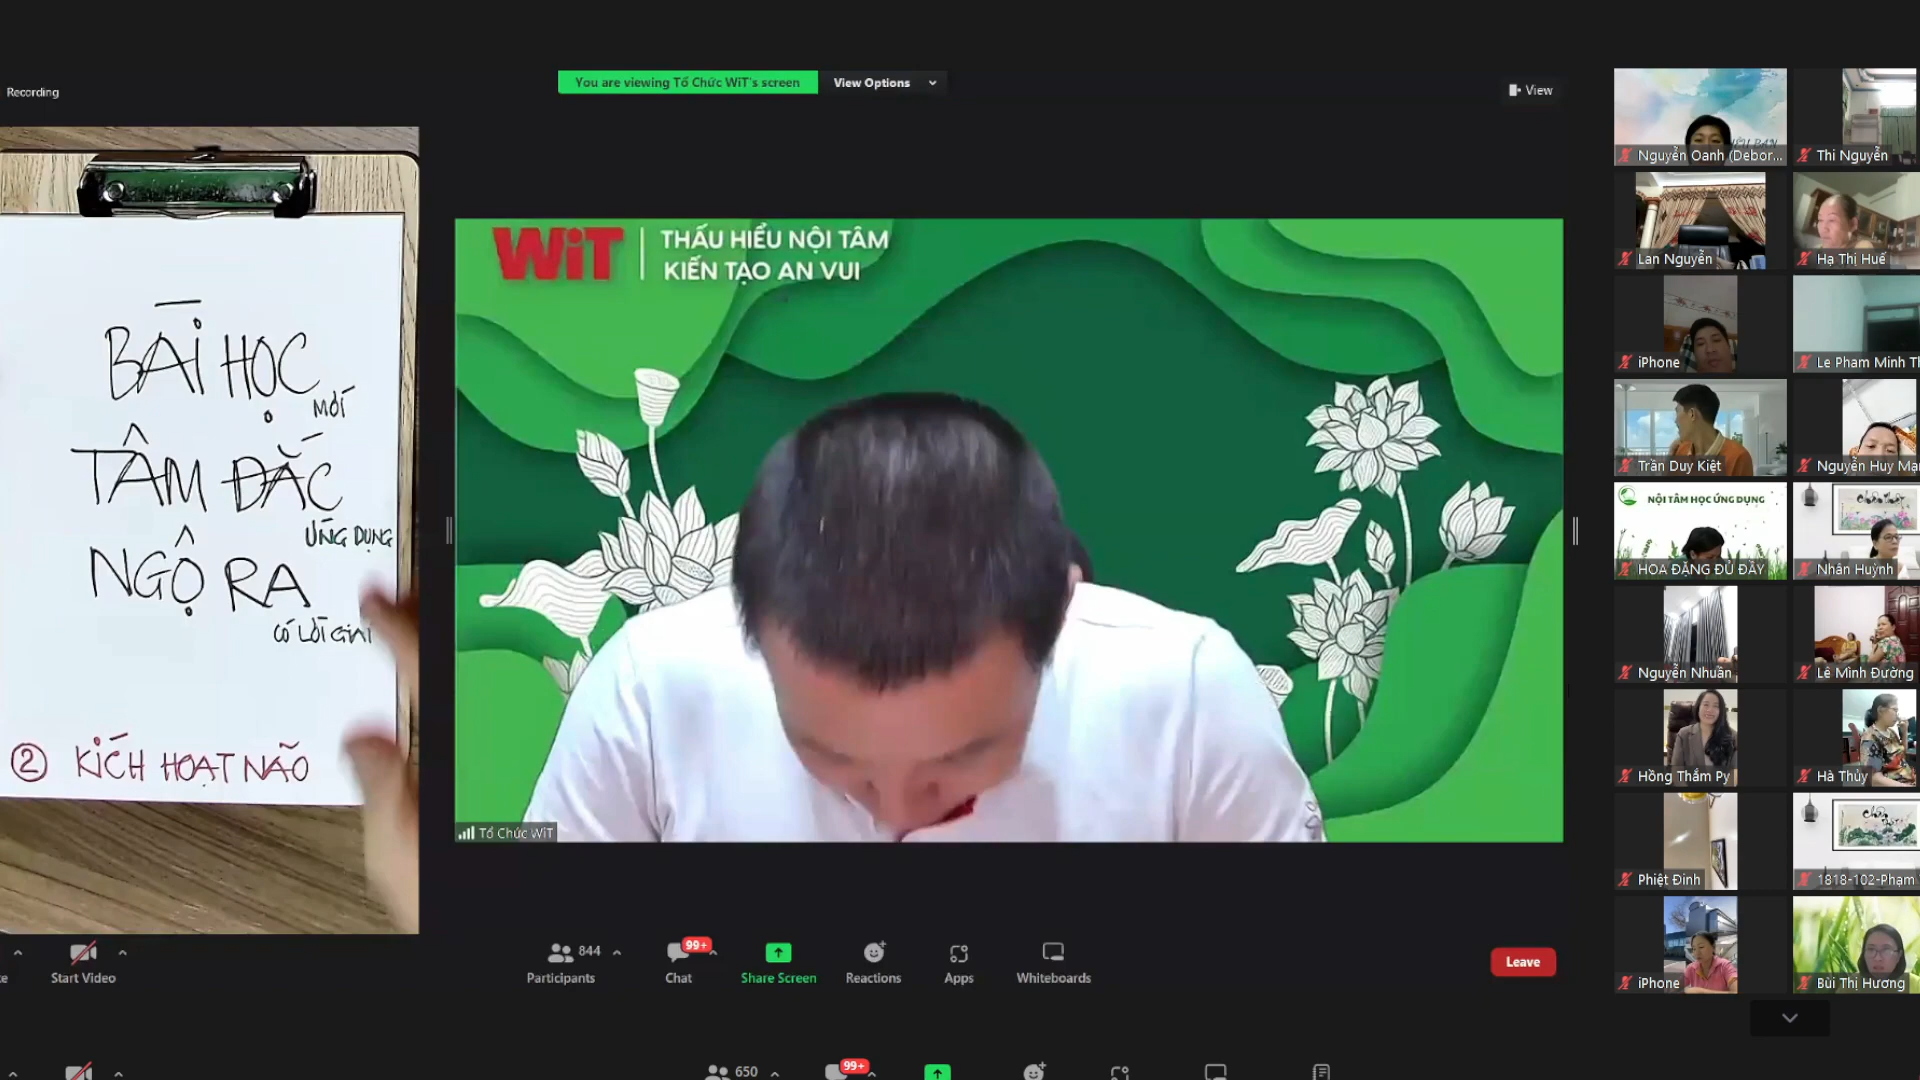 Recording
You are viewing Tổ Chức WiT's screen
View Options
View
BÀI HỌC
MỚI
TÂM ĐẮC
ỨNG DỤNG
NGỘ RA
CÓ LỜI GIẢI
② KÍCH HOẠT NÃO
WiT
THẤU HIỂU NỘI TÂM
KIẾN TẠO AN VUI
Tổ Chức WiT
Nguyễn Oanh (Debor...
Thi Nguyễn
Lan Nguyễn
Hạ Thị Huế
iPhone
Le Pham Minh Th
Trần Duy Kiệt
Nguyễn Huy Mạn
NỘI TÂM HỌC ỨNG DỤNG
HOA ĐẶNG ĐỦ ĐẦY
Nhân Huỳnh
Nguyễn Nhuần
Lê Minh Đường
Hồng Thắm Py
Hà Thủy
Phiệt Đinh
1818-102-Phạm
iPhone
Bùi Thị Hương
Start Video
844
Participants
99+
Chat
Share Screen
Reactions
Apps
Whiteboards
Leave
650
99+